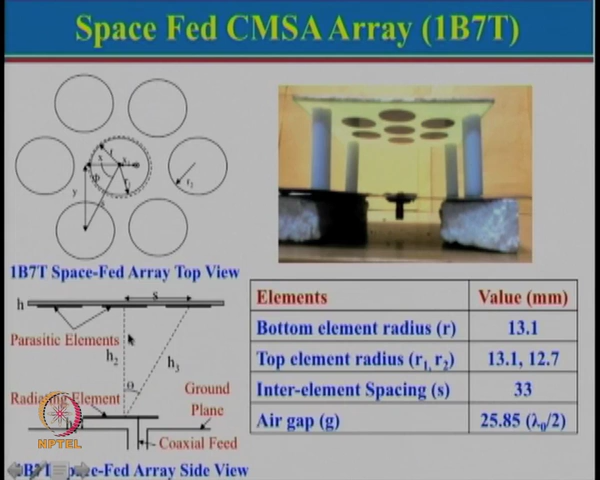 Space Fed CMSA Array (1B7T)
1B7T Space-Fed Array Top View
h
s
Parasitic Elements
h2
h3
Θ
Radiating Element
Ground
Plane
Coaxial Feed
NPTEL
Space-Fed Array Side View
Elements Value (mm)
Bottom element radius (r) 13.1
Top element radius (r1, r2) 13.1, 12.7
Inter-element Spacing (s) 33
Air gap (g) 25.85 (λ0/2)